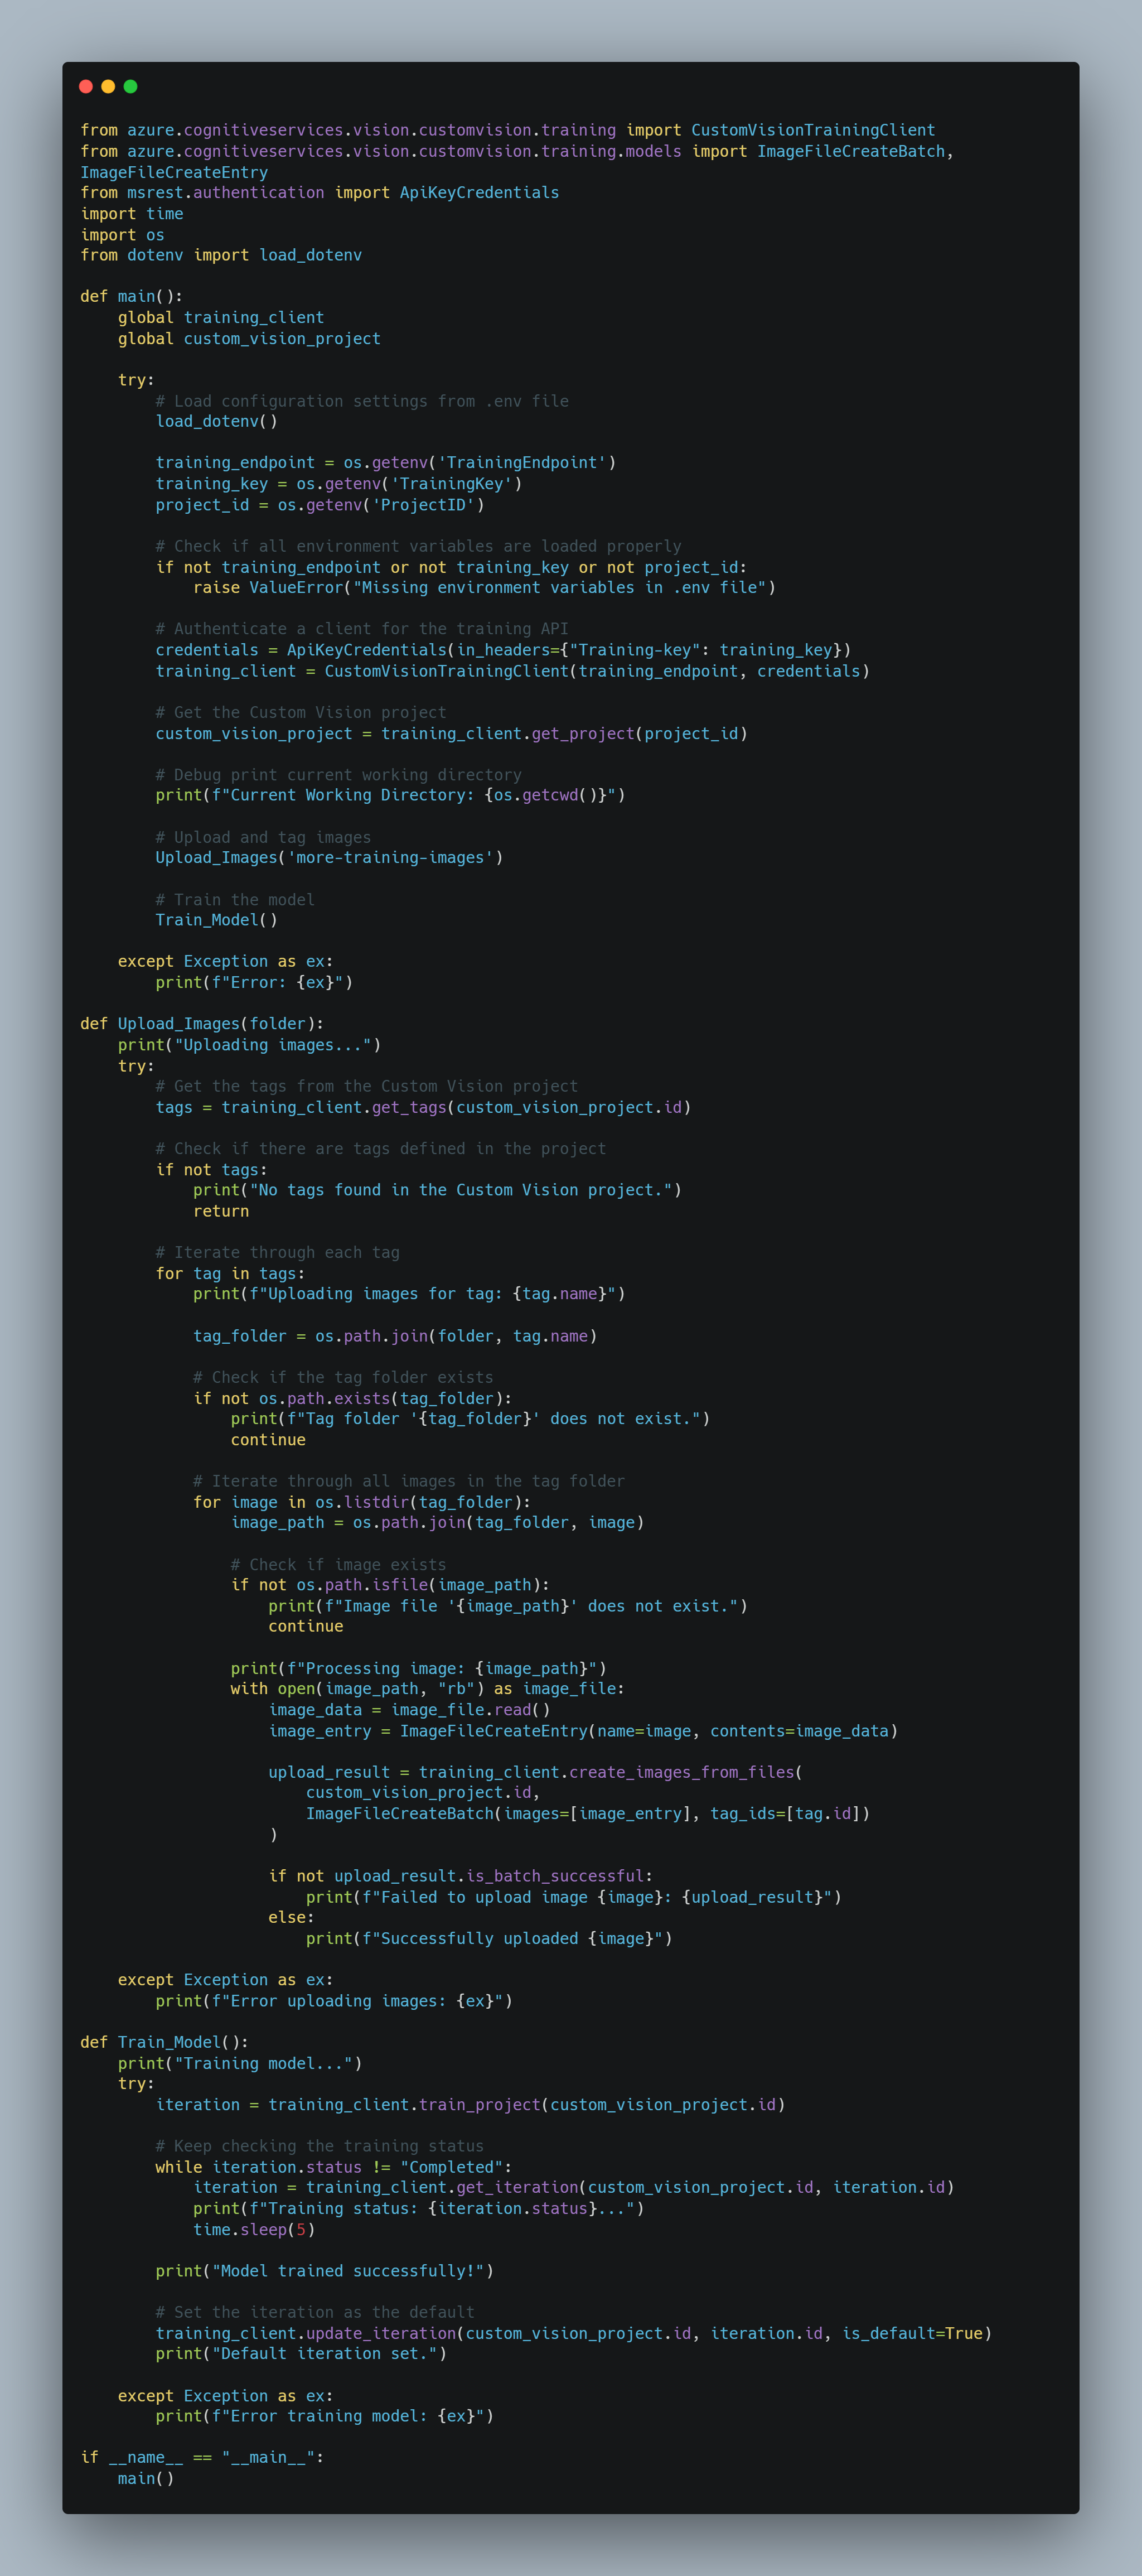 from azure.cognitiveservices.vision.customvision.training import CustomVisionTrainingClient
from azure.cognitiveservices.vision.customvision.training.models import ImageFileCreateBatch,
ImageFileCreateEntry
from msrest.authentication import ApiKeyCredentials
import time
import os
from dotenv import load_dotenv

def main():
    global training_client
    global custom_vision_project

    try:
        # Load configuration settings from .env file
        load_dotenv()

        training_endpoint = os.getenv('TrainingEndpoint')
        training_key = os.getenv('TrainingKey')
        project_id = os.getenv('ProjectID')

        # Check if all environment variables are loaded properly
        if not training_endpoint or not training_key or not project_id:
            raise ValueError("Missing environment variables in .env file")

        # Authenticate a client for the training API
        credentials = ApiKeyCredentials(in_headers={"Training-key": training_key})
        training_client = CustomVisionTrainingClient(training_endpoint, credentials)

        # Get the Custom Vision project
        custom_vision_project = training_client.get_project(project_id)

        # Debug print current working directory
        print(f"Current Working Directory: {os.getcwd()}")

        # Upload and tag images
        Upload_Images('more-training-images')

        # Train the model
        Train_Model()

    except Exception as ex:
        print(f"Error: {ex}")

def Upload_Images(folder):
    print("Uploading images...")
    try:
        # Get the tags from the Custom Vision project
        tags = training_client.get_tags(custom_vision_project.id)

        # Check if there are tags defined in the project
        if not tags:
            print("No tags found in the Custom Vision project.")
            return

        # Iterate through each tag
        for tag in tags:
            print(f"Uploading images for tag: {tag.name}")

            tag_folder = os.path.join(folder, tag.name)

            # Check if the tag folder exists
            if not os.path.exists(tag_folder):
                print(f"Tag folder '{tag_folder}' does not exist.")
                continue

            # Iterate through all images in the tag folder
            for image in os.listdir(tag_folder):
                image_path = os.path.join(tag_folder, image)

                # Check if image exists
                if not os.path.isfile(image_path):
                    print(f"Image file '{image_path}' does not exist.")
                    continue

                print(f"Processing image: {image_path}")
                with open(image_path, "rb") as image_file:
                    image_data = image_file.read()
                    image_entry = ImageFileCreateEntry(name=image, contents=image_data)

                    upload_result = training_client.create_images_from_files(
                        custom_vision_project.id,
                        ImageFileCreateBatch(images=[image_entry], tag_ids=[tag.id])
                    )

                    if not upload_result.is_batch_successful:
                        print(f"Failed to upload image {image}: {upload_result}")
                    else:
                        print(f"Successfully uploaded {image}")

    except Exception as ex:
        print(f"Error uploading images: {ex}")

def Train_Model():
    print("Training model...")
    try:
        iteration = training_client.train_project(custom_vision_project.id)

        # Keep checking the training status
        while iteration.status != "Completed":
            iteration = training_client.get_iteration(custom_vision_project.id, iteration.id)
            print(f"Training status: {iteration.status}...")
            time.sleep(5)

        print("Model trained successfully!")

        # Set the iteration as the default
        training_client.update_iteration(custom_vision_project.id, iteration.id, is_default=True)
        print("Default iteration set.")

    except Exception as ex:
        print(f"Error training model: {ex}")

if __name__ == "__main__":
    main()